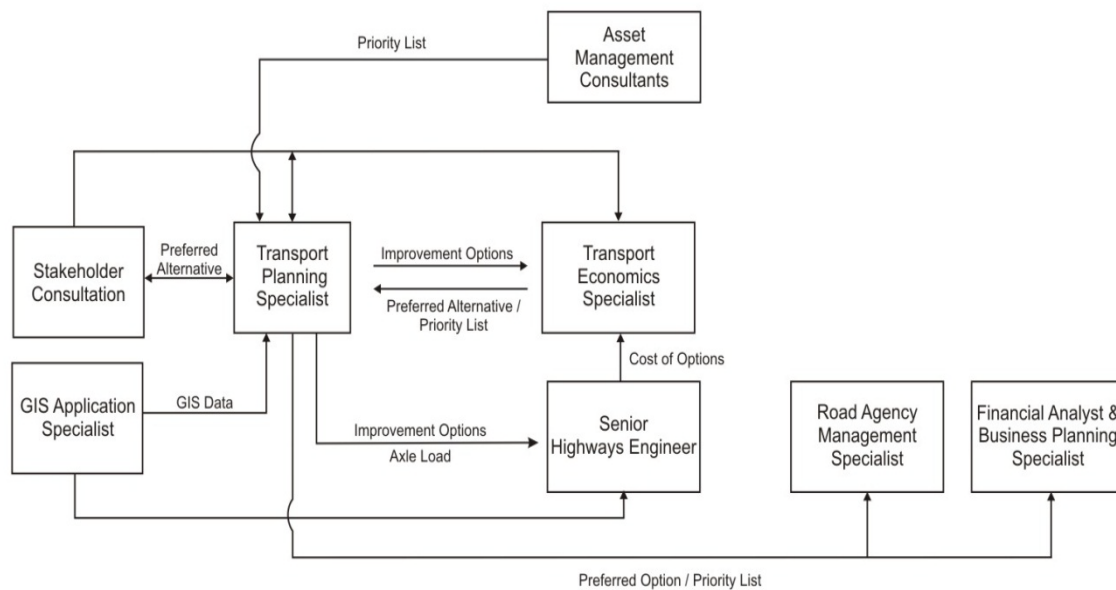 Asset
Management
Consultants
Priority List
Stakeholder
Consultation
Preferred
Alternative
Transport
Planning
Specialist
Improvement Options
Preferred Alternative /
Priority List
Transport
Economics
Specialist
Cost of Options
GIS Application
Specialist
GIS Data
Improvement Options
Axle Load
Senior
Highways Engineer
Road Agency
Management
Specialist
Financial Analyst &
Business Planning
Specialist
Preferred Option / Priority List